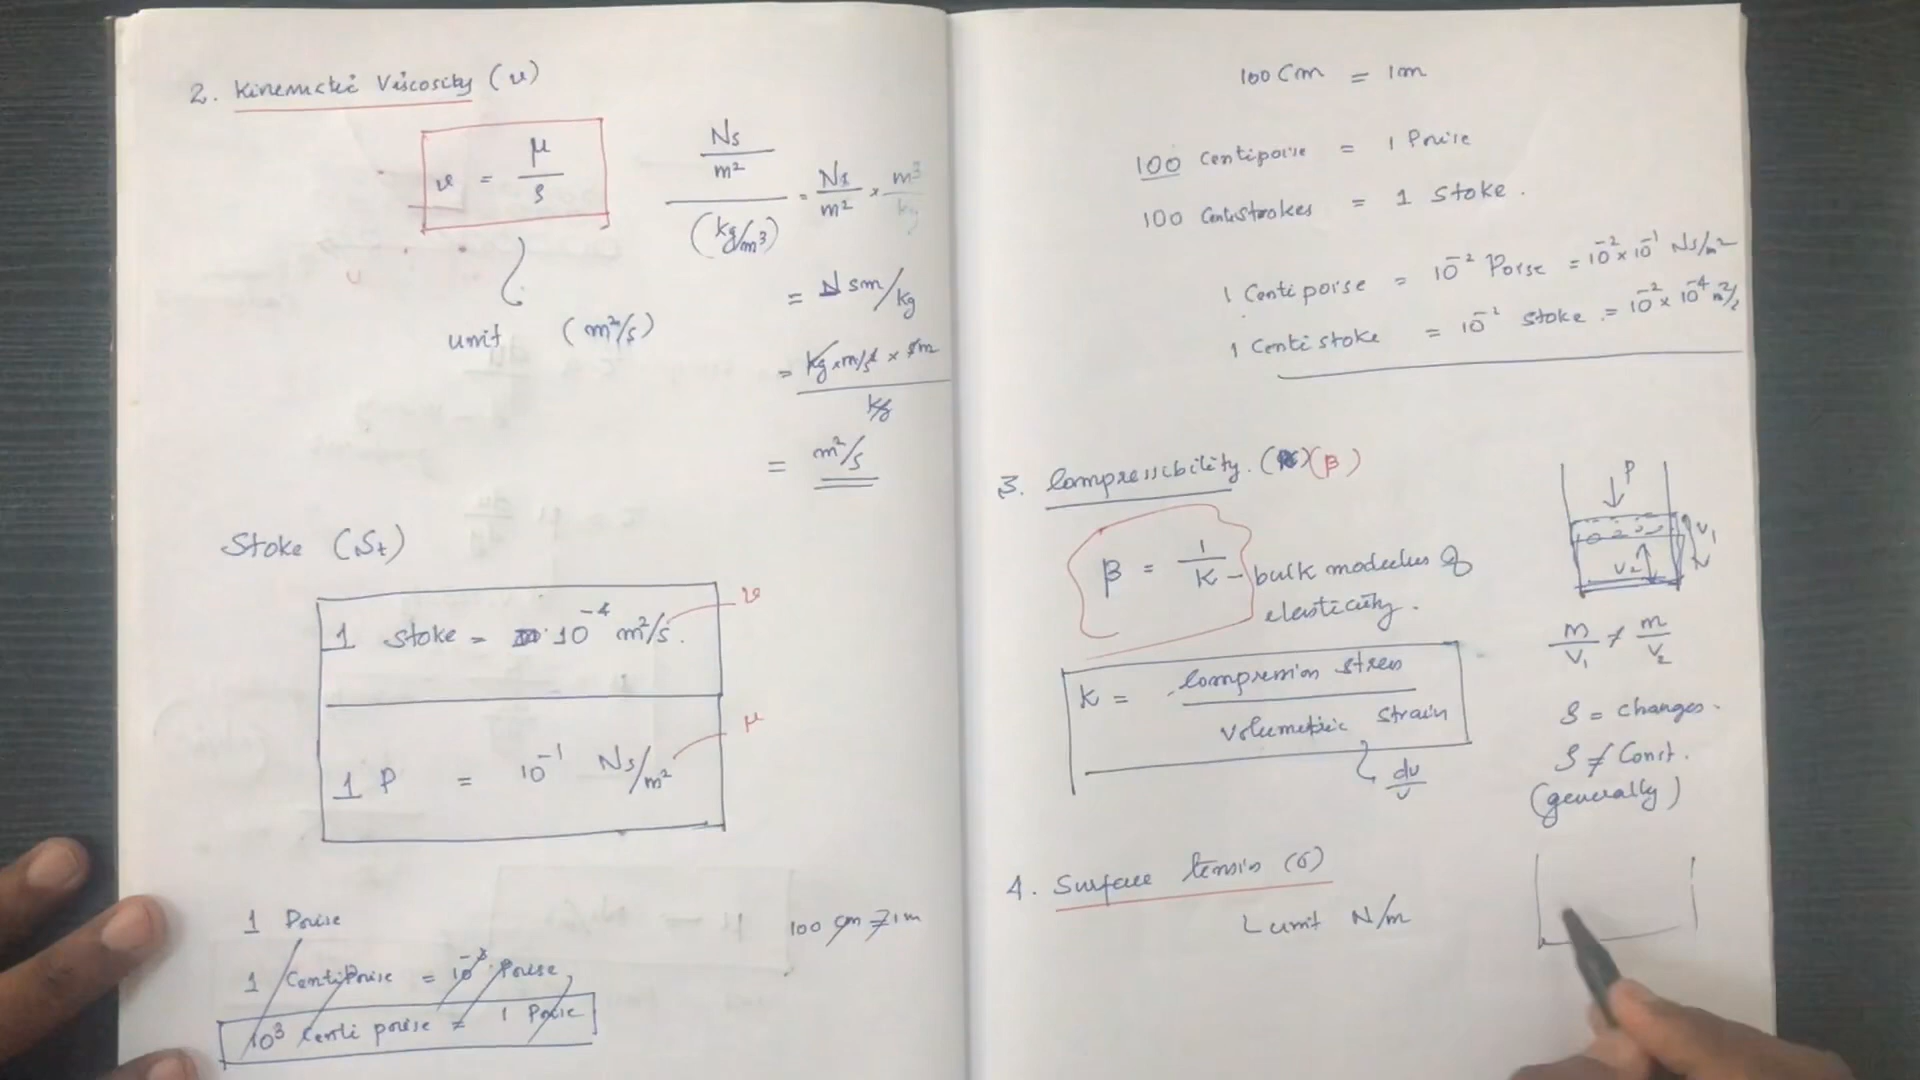 2. Kinematic Viscosity (ν)
ν = μ/ρ
Ns/m² / (kg/m³) = Ns/m² × m³/kg
= N sm/kg
unit (m²/s)
= kg×m/s² × sm / kg
= m²/s
Stoke (St)
1 Stoke = 10⁻⁴ m²/s. ν
1 P = 10⁻¹ Ns/m² μ
1 Poise
100 cm = 1m
1 CentiPoise = 10⁻³ Poise
10³ Centi poise = 1 Poise
100 Cm = 1m
100 Centipoise = 1 Poise
100 Centistrokes = 1 Stoke.
1 Centi poise = 10⁻² Poise = 10⁻² × 10⁻¹ Ns/m²
1 Centi stoke = 10⁻² Stoke = 10⁻² × 10⁻⁴ m²/s
3. Compressibility. (K) (β)
P
V₁
V₂
β = 1/K – bulk modulus of
elasticity.
m/V₁ ≠ m/V₂
K = Compression stress / Volumetric strain
dv/v
ρ = changes.
ρ ≠ Const.
(generally)
4. Surface tension (σ)
unit N/m